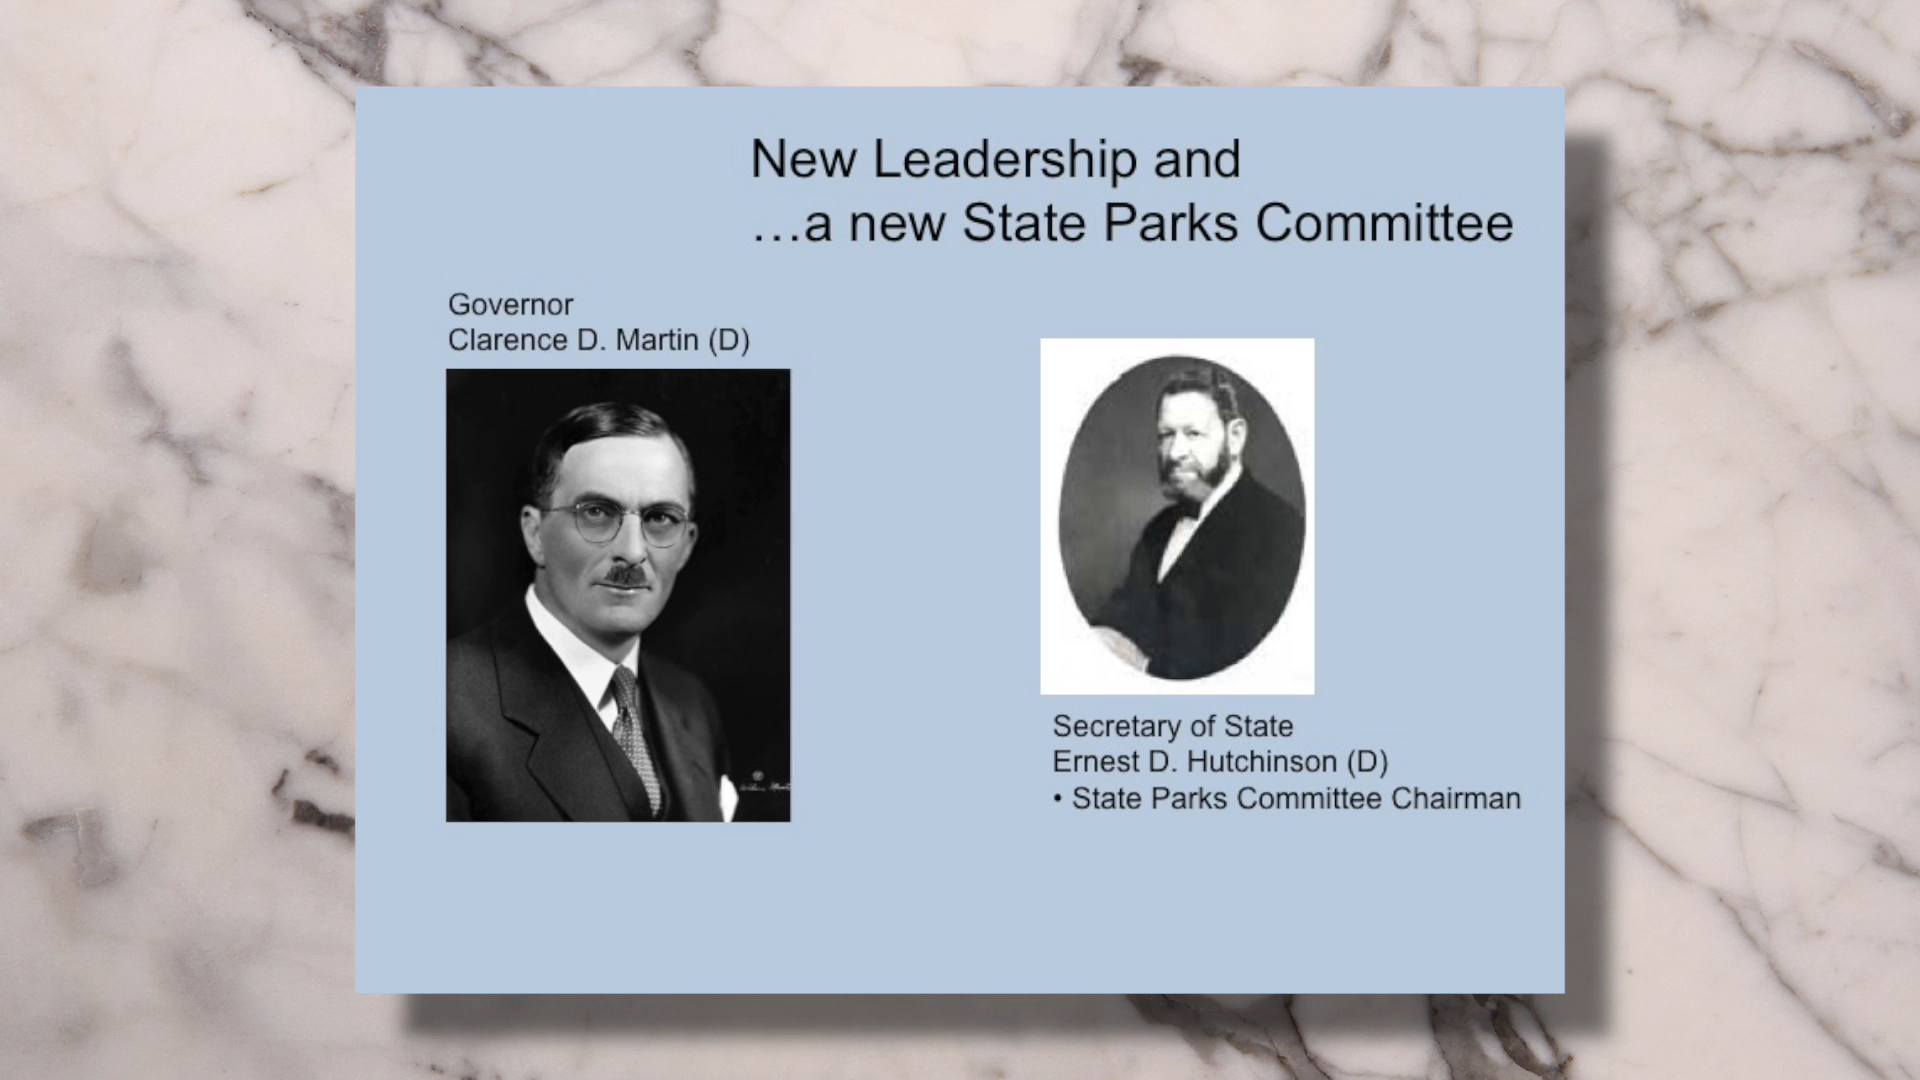 New Leadership and
…a new State Parks Committee
Governor
Clarence D. Martin (D)
Secretary of State
Ernest D. Hutchinson (D)
• State Parks Committee Chairman